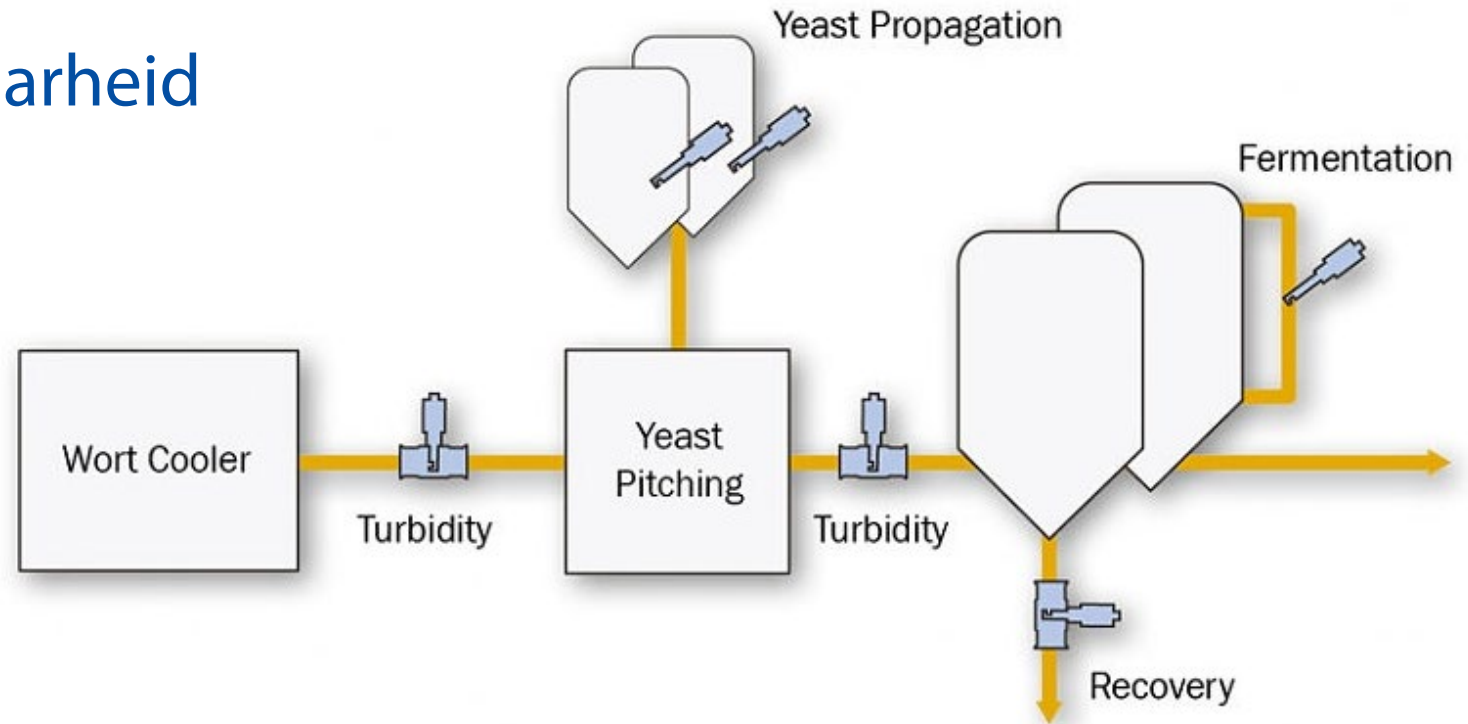 arheid
Yeast Propagation
Fermentation
Wort Cooler
Turbidity
Yeast
Pitching
Turbidity
Recovery